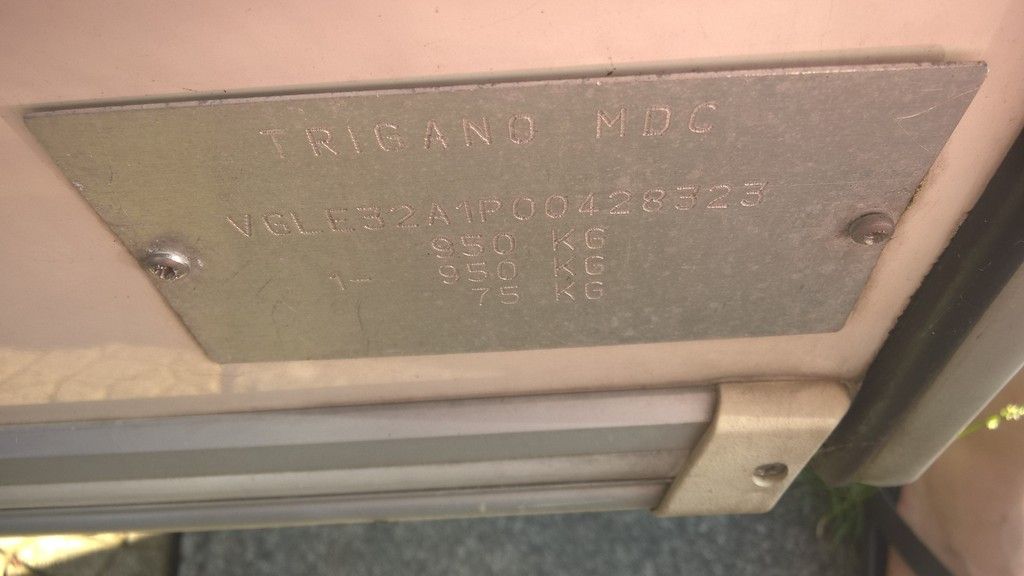 TRIGANO MDC
VGLE32A1P00428323
950 KG
1- 950 KG
75 KG